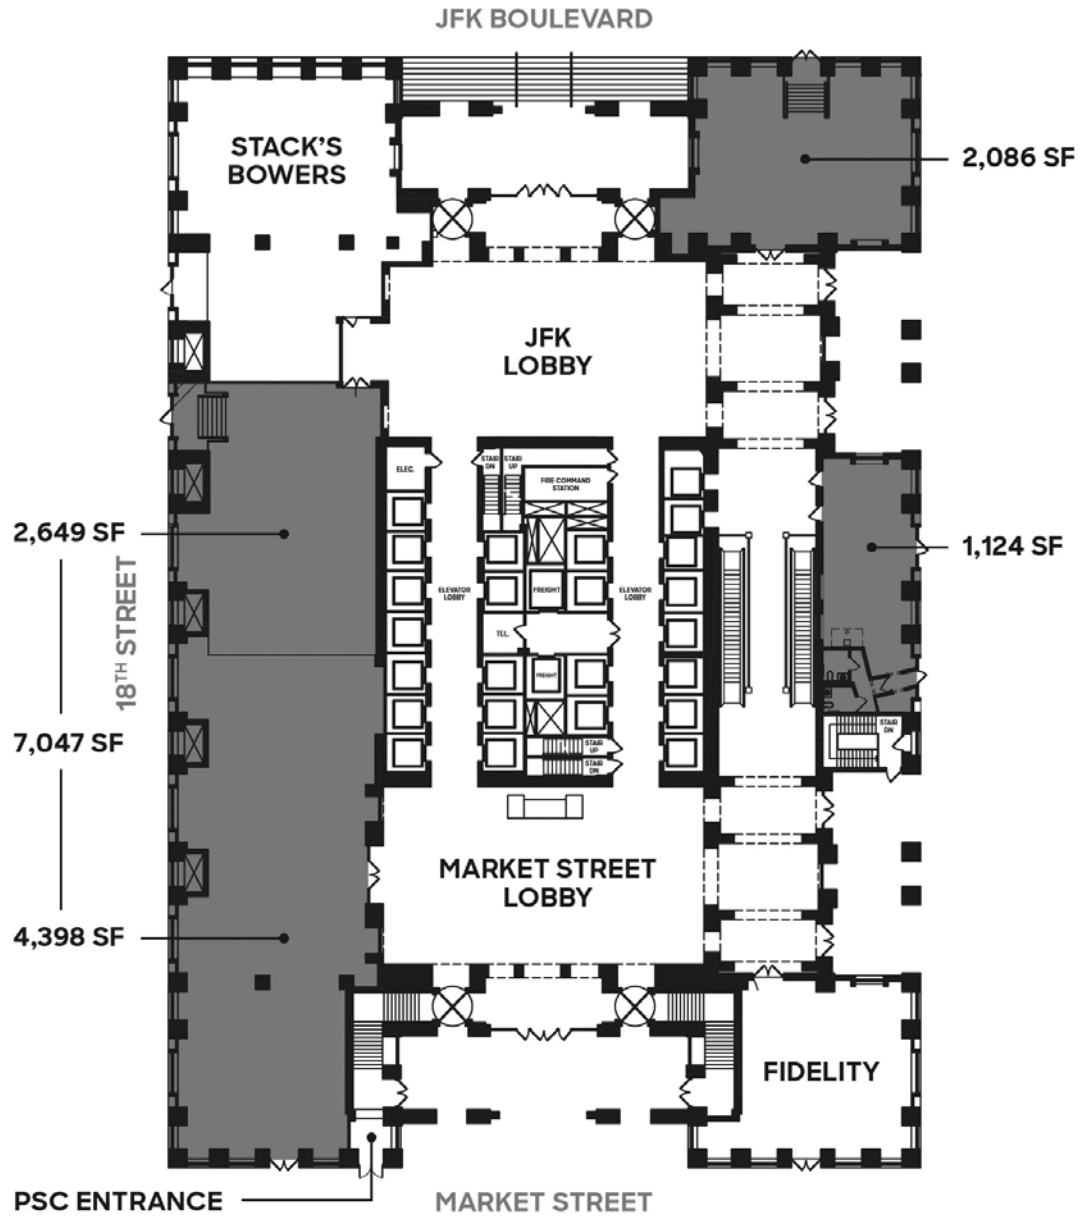 JFK BOULEVARD
STACK'S
BOWERS
2,086 SF
JFK
LOBBY
ELEC.
STAIR
DN
STAIR
UP
FIRE COMMAND
STATION
2,649 SF
1,124 SF
18TH STREET
ELEVATOR
LOBBY
FREIGHT
ELEVATOR
LOBBY
TEL.
FREIGHT
STAIR
DN
7,047 SF
STAIR
UP
STAIR
DN
MARKET STREET
LOBBY
4,398 SF
FIDELITY
PSC ENTRANCE
MARKET STREET